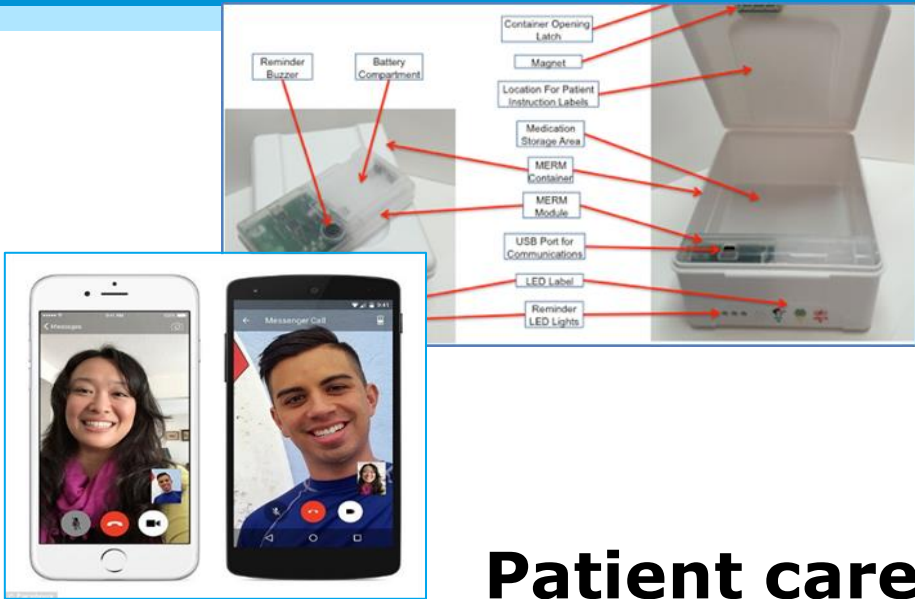 Container Opening
Latch
Reminder
Buzzer
Battery
Compartment
Magnet
Location For Patient
Instruction Labels
Medication
Storage Area
MERM
Container
MERM
Module
USB Port for
Communications
LED Label
Reminder
LED Lights
Messages
Messenger Call
Patient care